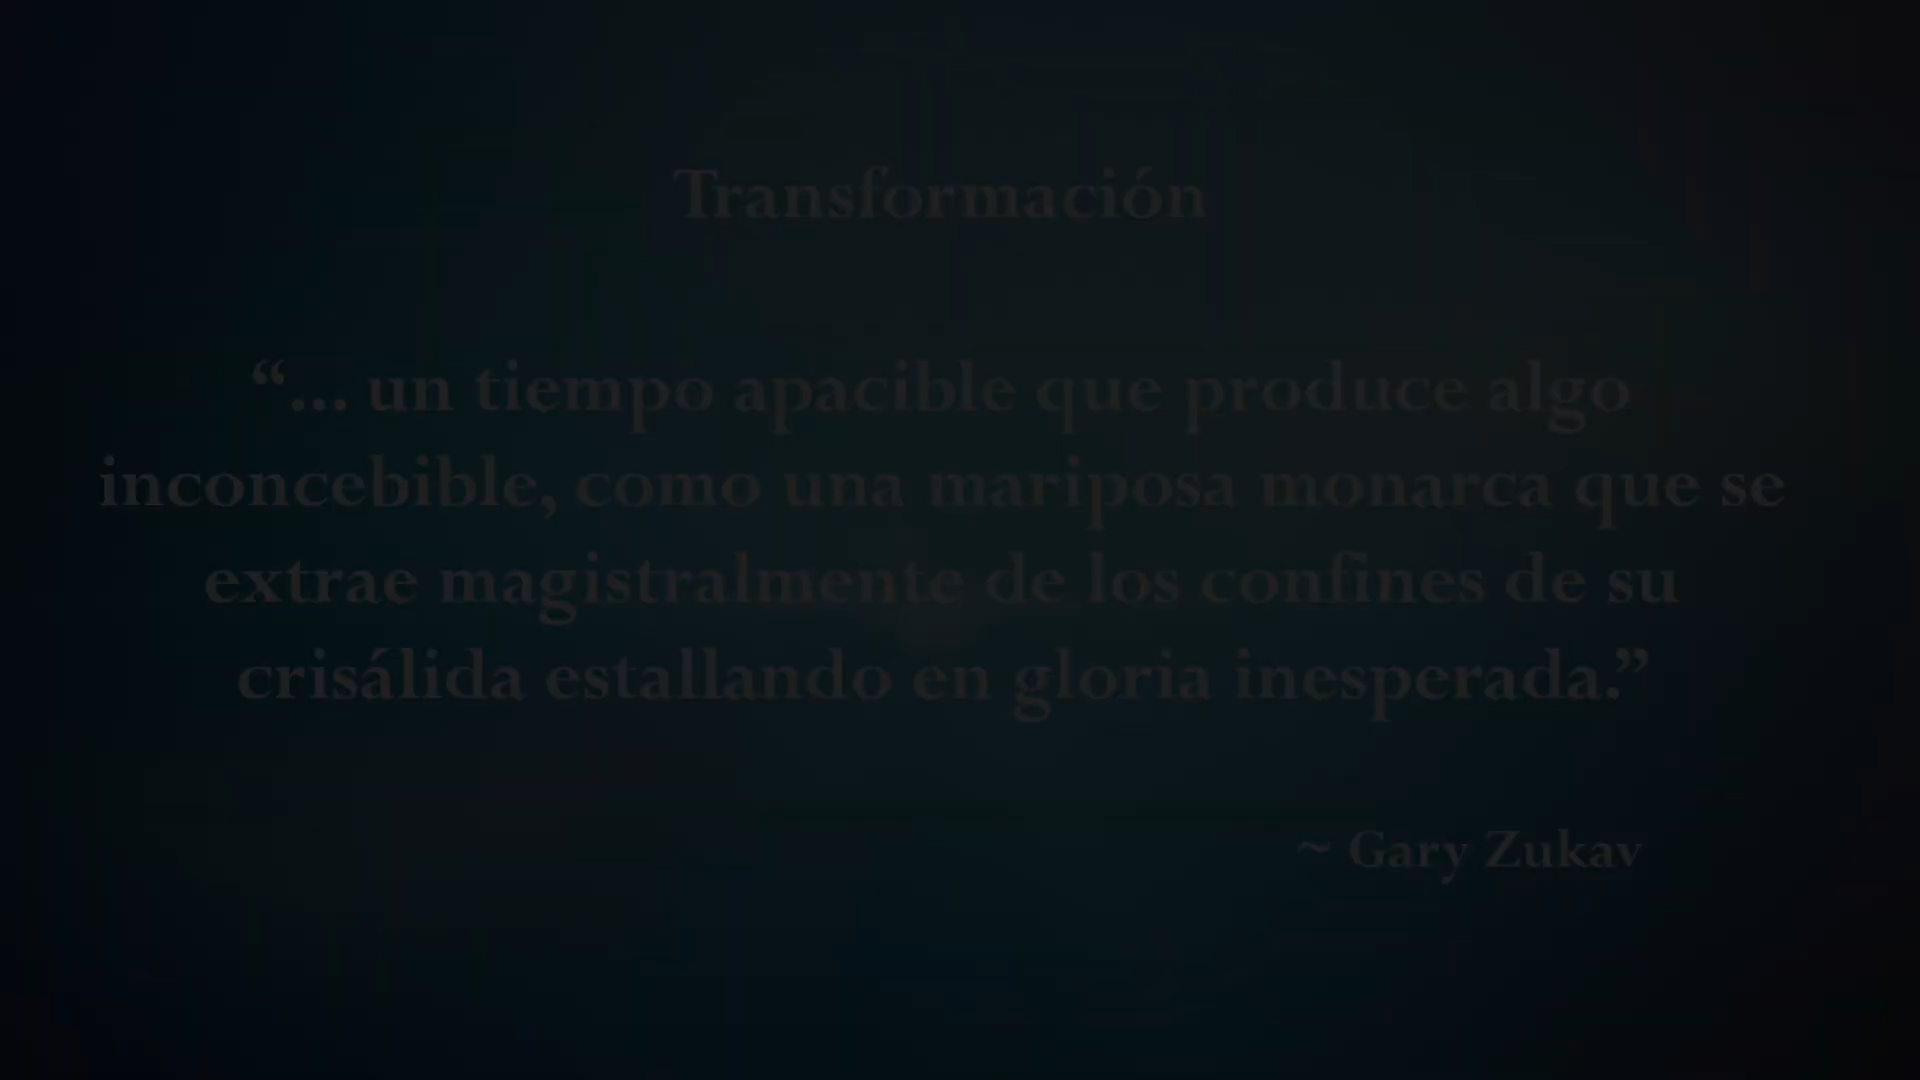 Transformación
“... un tiempo apacible que produce algo
inconcebible, como una mariposa monarca que se
extrae magistralmente de los confines de su
crisálida estallando en gloria inesperada.”
~ Gary Zukav